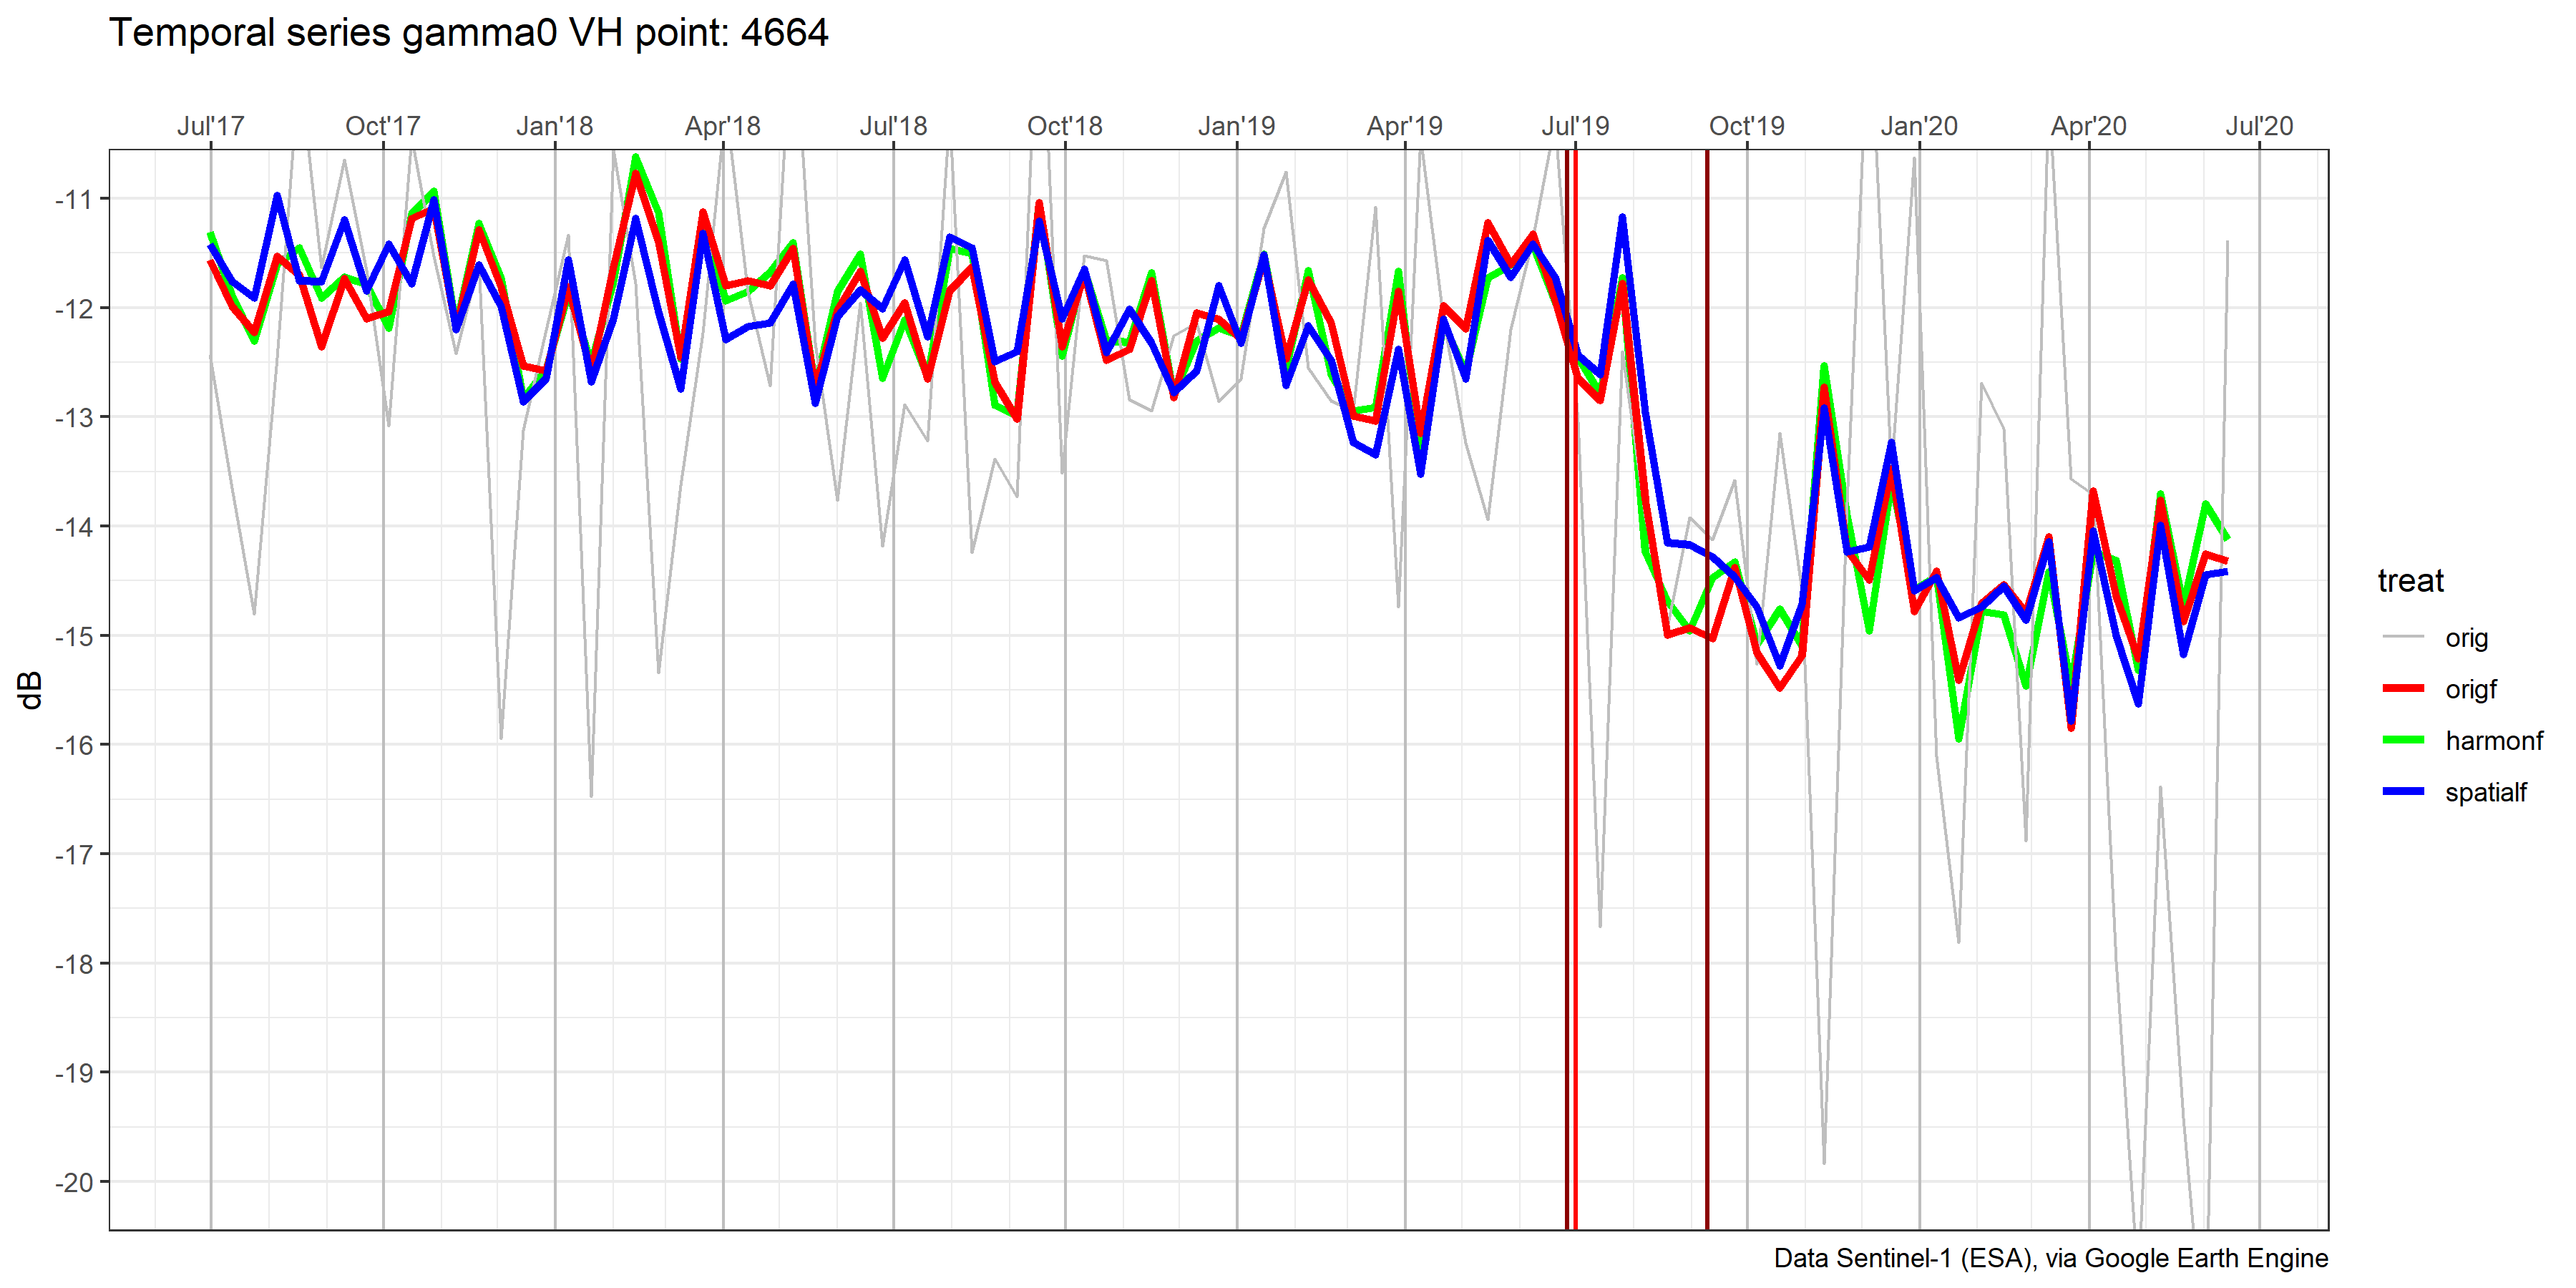 Temporal series gamma0 VH point: 4664
Jul'17 Oct'17 Jan'18 Apr'18 Jul'18 Oct'18 Jan'19 Apr'19 Jul'19 Oct'19 Jan'20 Apr'20 Jul'20
-11
-12
-13
-14
-15
-16
-17
-18
-19
-20
dB
treat
orig
origf
harmonf
spatialf
Data Sentinel-1 (ESA), via Google Earth Engine